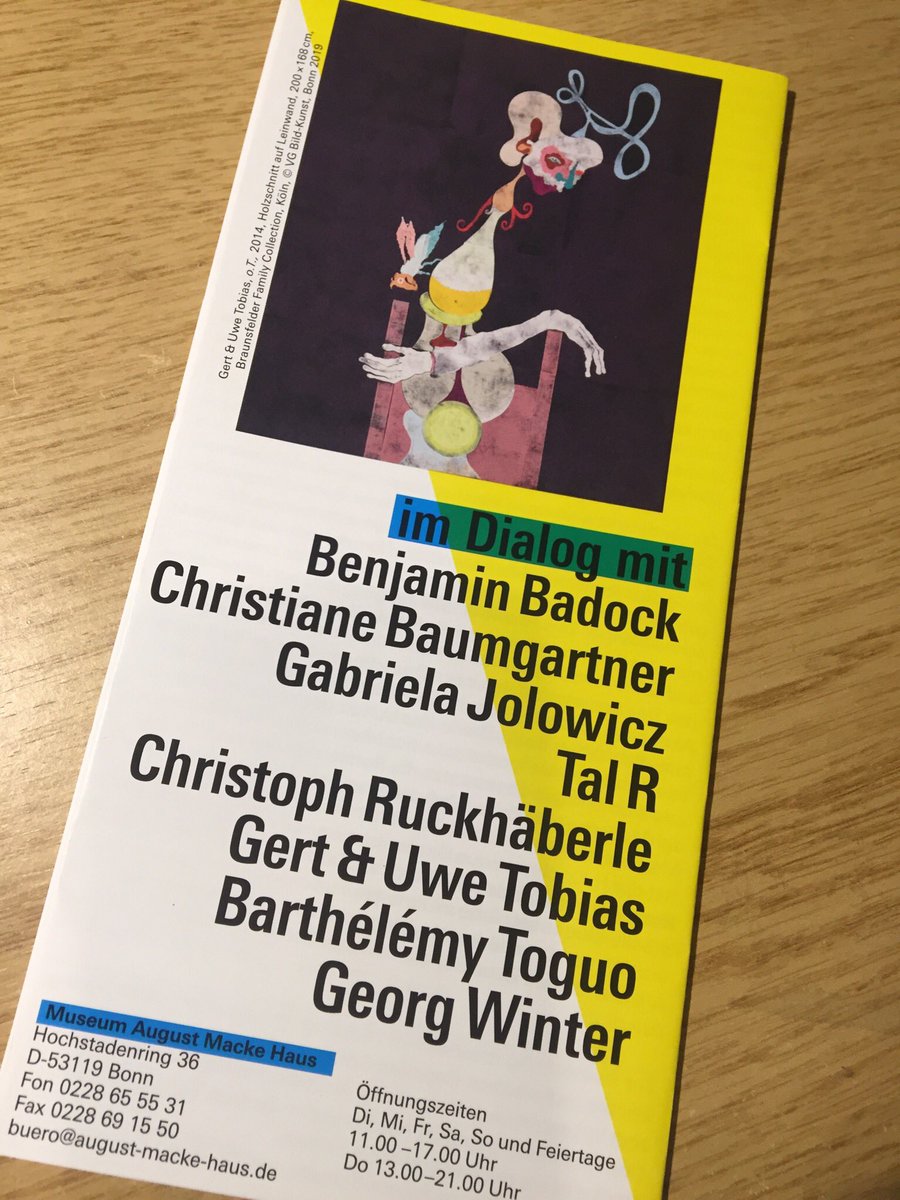 Gert & Uwe Tobias, o.T., 2014, Holzschnitt auf Leinwand, 200 x 168 cm,
Braunsfelder Family Collection, Köln, © VG Bild-Kunst, Bonn 2019
im Dialog mit
Benjamin Badock
Christiane Baumgartner
Gabriela Jolowicz
Tal R
Christoph Ruckhäberle
Gert & Uwe Tobias
Barthélémy Toguo
Georg Winter
Museum August Macke Haus
Hochstadenring 36
D-53119 Bonn
Fon 0228 65 55 31
Fax 0228 69 15 50
buero@august-macke-haus.de
Öffnungszeiten
Di, Mi, Fr, Sa, So und Feiertage
11.00 –17.00 Uhr
Do 13.00–21.00 Uhr